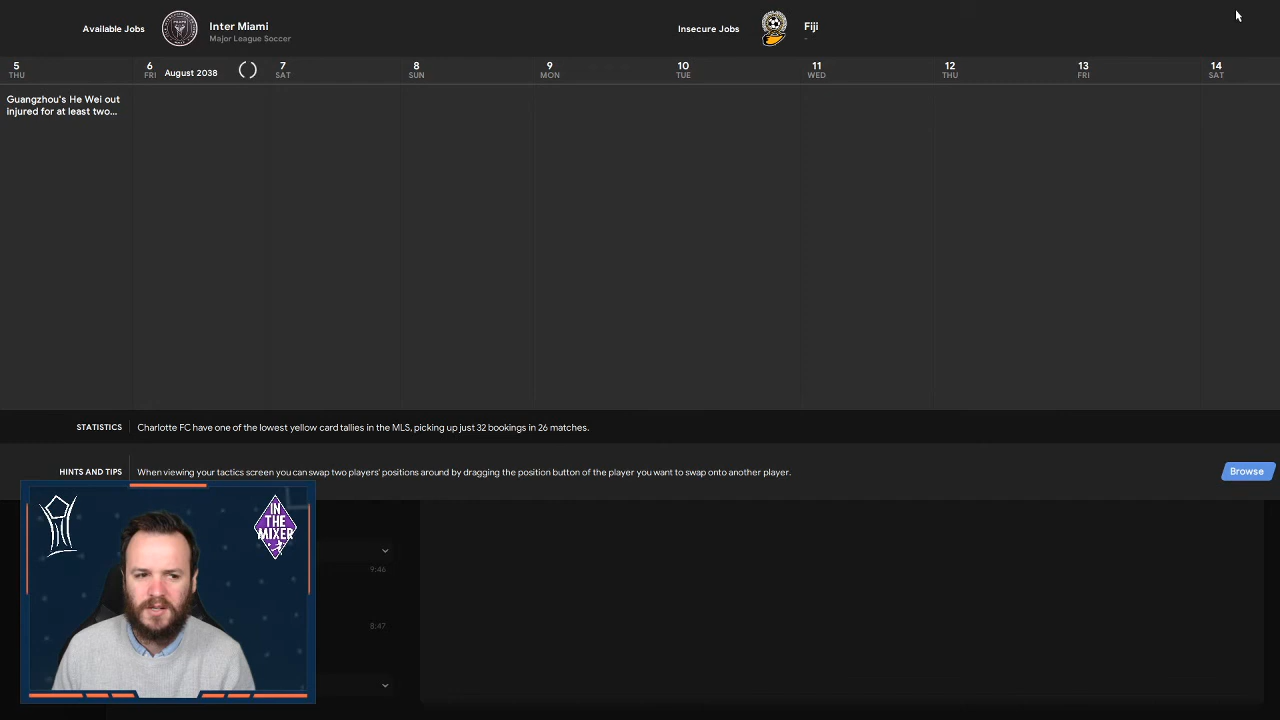 Available Jobs
Inter Miami
Major League Soccer
Insecure Jobs
Fiji
-
5
THU
6
FRI
August 2038
7
SAT
8
SUN
9
MON
10
TUE
11
WED
12
THU
13
FRI
14
SAT
Guangzhou's He Wei out
injured for at least two...
STATISTICS
Charlotte FC have one of the lowest yellow card tallies in the MLS, picking up just 32 bookings in 26 matches.
HINTS AND TIPS
When viewing your tactics screen you can swap two players' positions around by dragging the position button of the player you want to swap onto another player.
Browse
IN
THE
MIXER
9:46
8:47